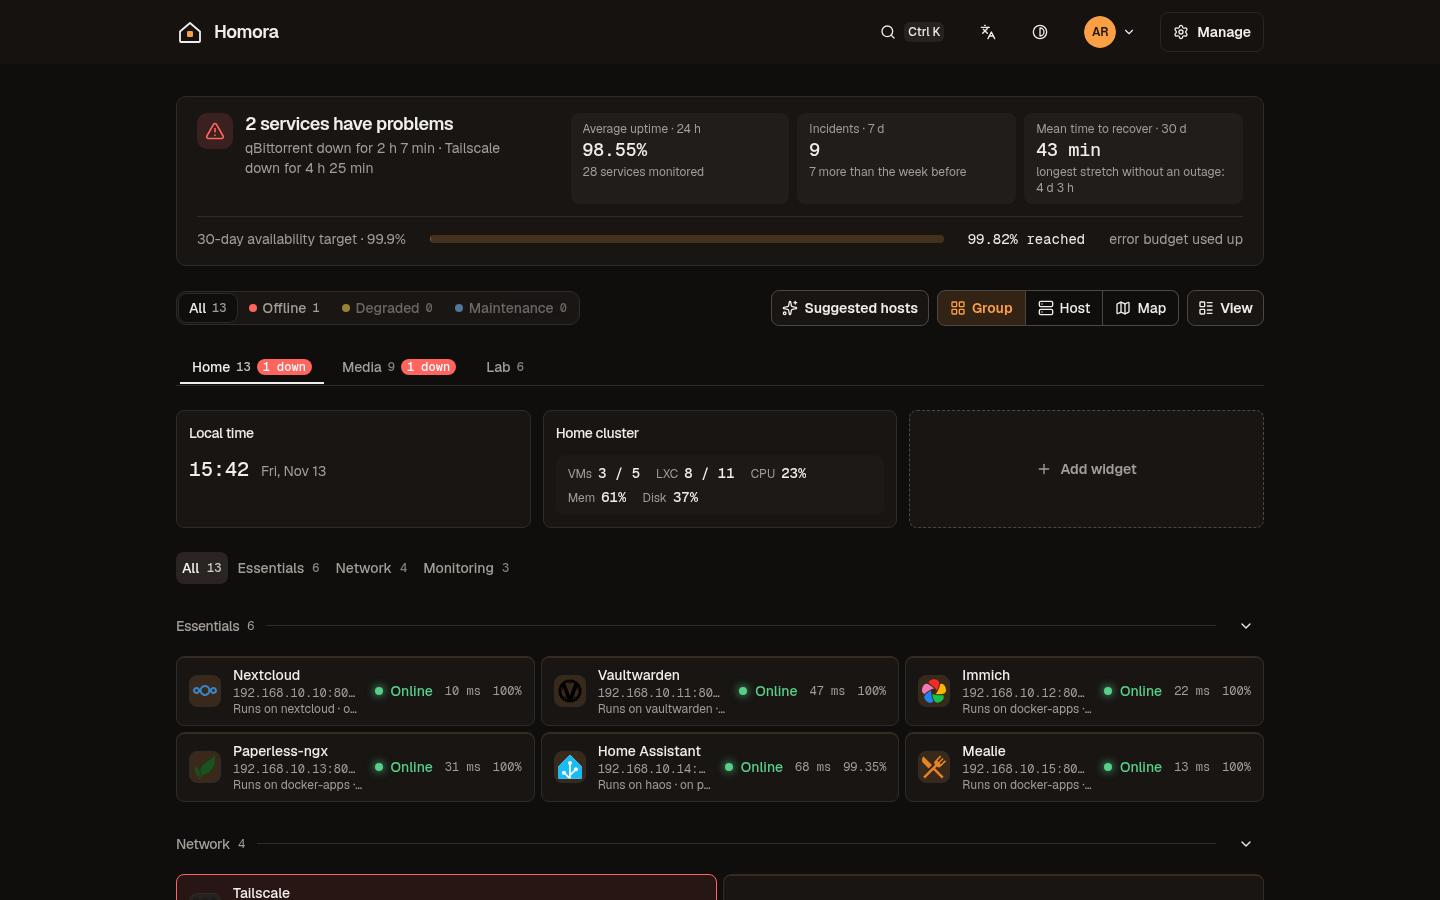 Homora
Ctrl K
AR
Manage
2 services have problems
qBittorrent down for 2 h 7 min · Tailscale
down for 4 h 25 min
Average uptime · 24 h
98.55%
28 services monitored
Incidents · 7 d
9
7 more than the week before
Mean time to recover · 30 d
43 min
longest stretch without an outage:
4 d 3 h
30-day availability target · 99.9%
99.82% reached
error budget used up
All 13
Offline 1
Degraded 0
Maintenance 0
Suggested hosts
Group
Host
Map
View
Home 13 1 down
Media 9 1 down
Lab 6
Local time
15:42 Fri, Nov 13
Home cluster
VMs 3 / 5 LXC 8 / 11 CPU 23%
Mem 61% Disk 37%
Add widget
All 13
Essentials 6
Network 4
Monitoring 3
Essentials 6
Nextcloud
192.168.10.10:80…
Runs on nextcloud · o…
Online 10 ms 100%
Vaultwarden
192.168.10.11:80…
Runs on vaultwarden ·…
Online 47 ms 100%
Immich
192.168.10.12:80…
Runs on docker-apps ·…
Online 22 ms 100%
Paperless-ngx
192.168.10.13:80…
Runs on docker-apps ·…
Online 31 ms 100%
Home Assistant
192.168.10.14:…
Runs on haos · on p…
Online 68 ms 99.35%
Mealie
192.168.10.15:80…
Runs on docker-apps ·…
Online 13 ms 100%
Network 4
Tailscale